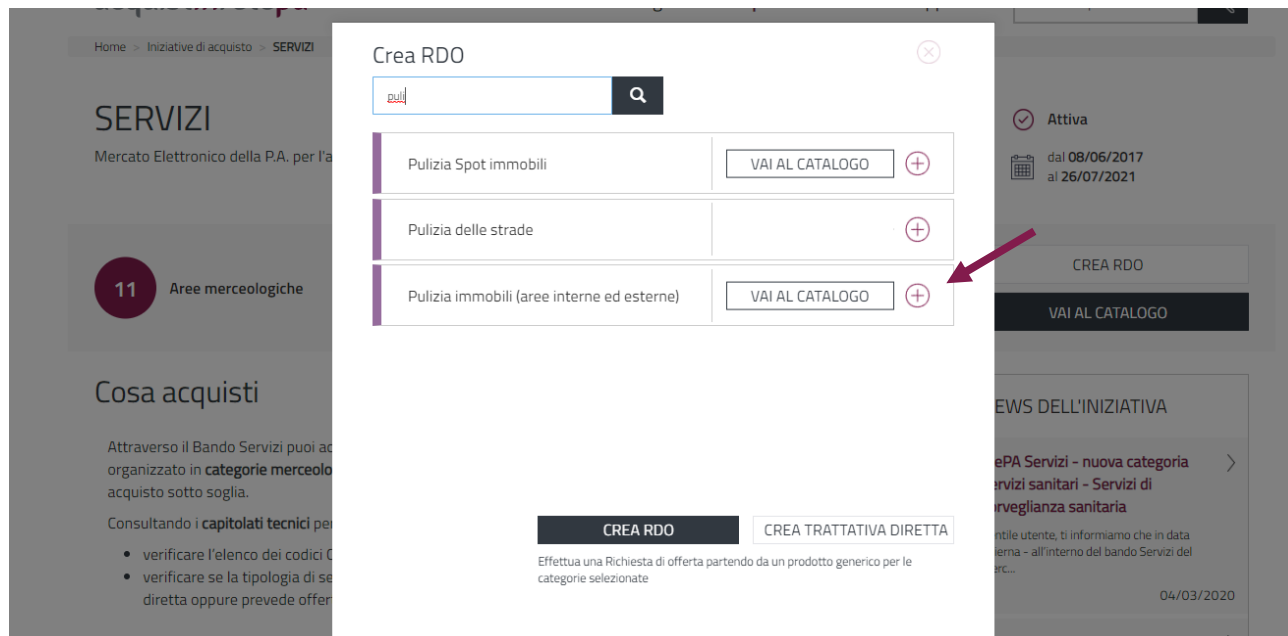 Home > Iniziative di acquisto > SERVIZI
SERVIZI
Mercato Elettronico della P.A. per l'a
11
Aree merceologiche
Cosa acquisti
Attraverso il Bando Servizi puoi ac
organizzato in categorie merceolo
acquisto sotto soglia.
Consultando i capitolati tecnici per
verificare l'elenco dei codici C
verificare se la tipologia di se
diretta oppure prevede offer
Crea RDO
puli
Pulizia Spot immobili
VAI AL CATALOGO
Pulizia delle strade
Pulizia immobili (aree interne ed esterne)
VAI AL CATALOGO
CREA RDO
CREA TRATTATIVA DIRETTA
Effettua una Richiesta di offerta partendo da un prodotto generico per le
categorie selezionate
Attiva
dal 08/06/2017
al 26/07/2021
CREA RDO
VAI AL CATALOGO
EWS DELL'INIZIATIVA
ePA Servizi - nuova categoria
ervizi sanitari - Servizi di
orveglianza sanitaria
ntile utente, ti informiamo che in data
ierna - all'interno del bando Servizi del
erc...
04/03/2020